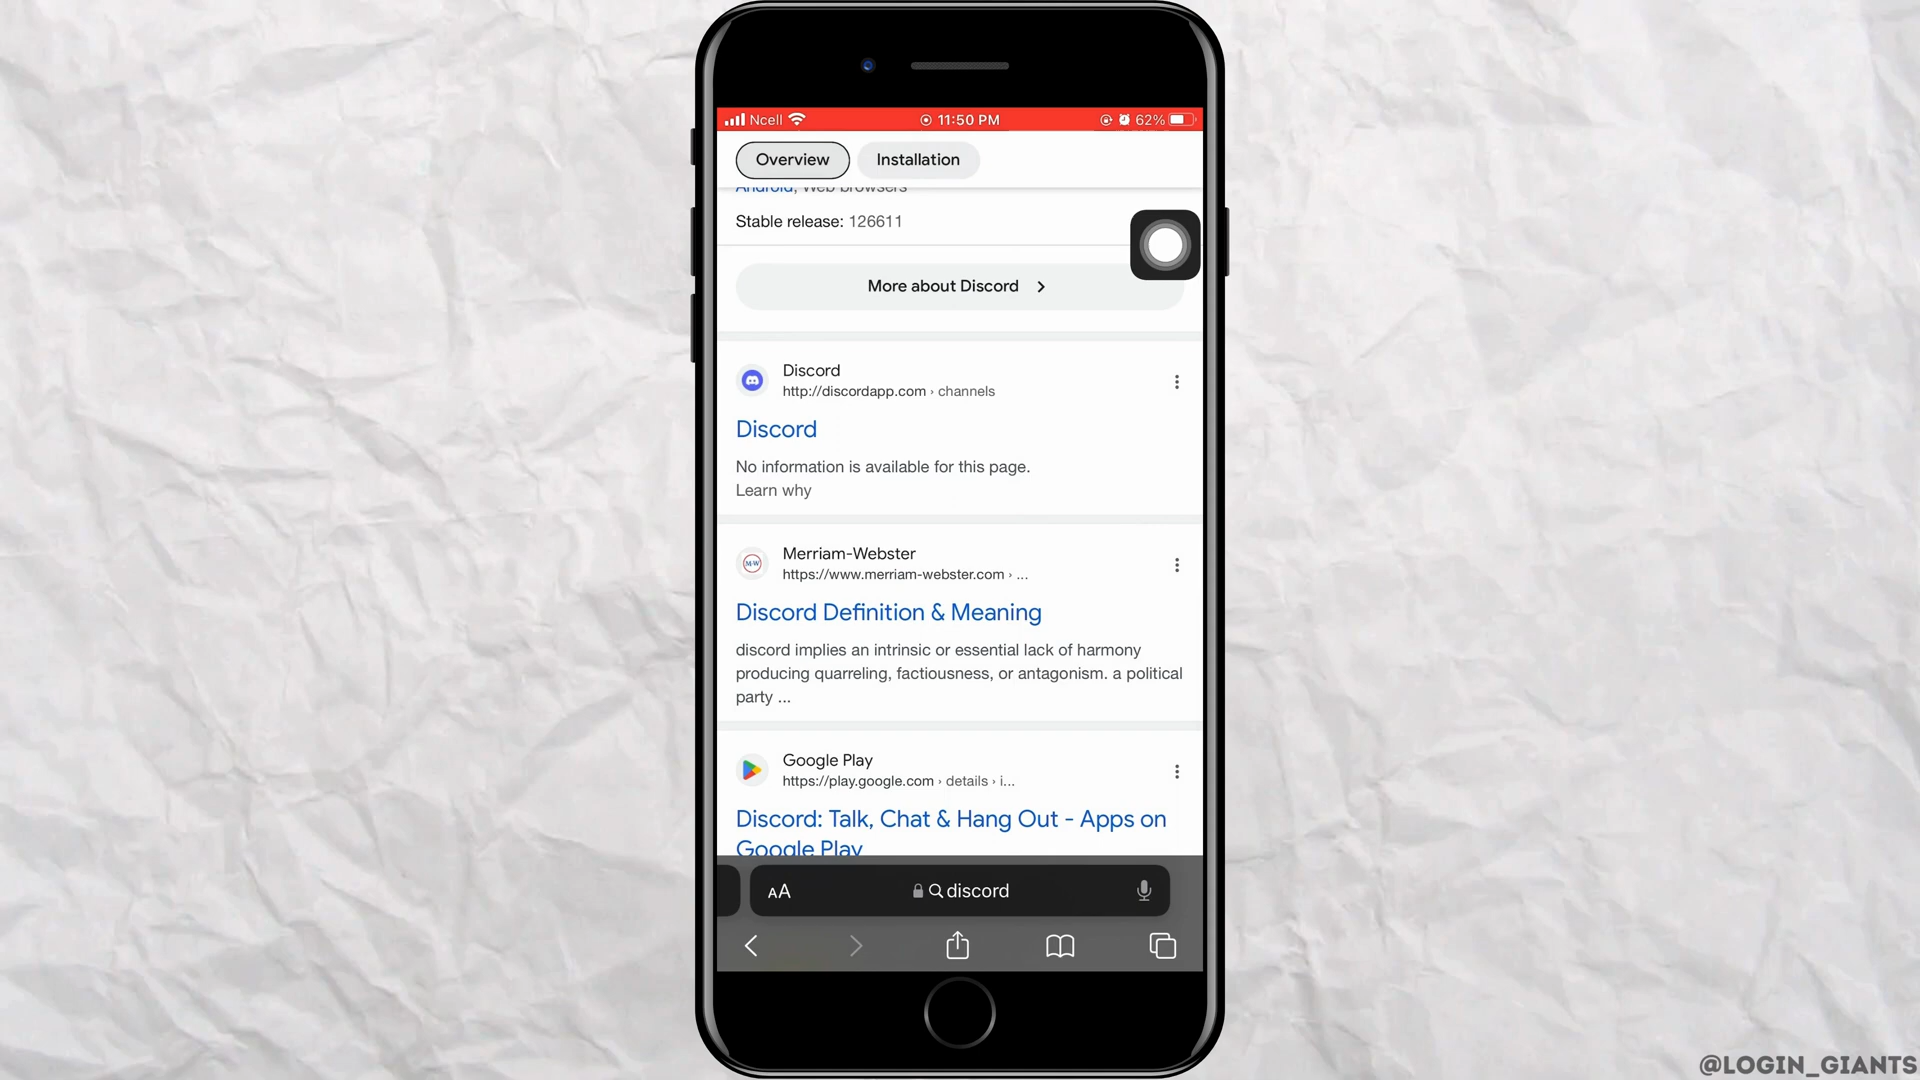 Ncell 11:50 PM 62%
Overview Installation
Android, Web browsers
Stable release: 126611
More about Discord
Discord
http://discordapp.com › channels
Discord
No information is available for this page.
Learn why
Merriam-Webster
https://www.merriam-webster.com › ...
Discord Definition & Meaning
discord implies an intrinsic or essential lack of harmony
producing quarreling, factiousness, or antagonism. a political
party ...
Google Play
https://play.google.com › details › i...
Discord: Talk, Chat & Hang Out - Apps on
Google Play
AA discord
@LOGIN_GIANTS